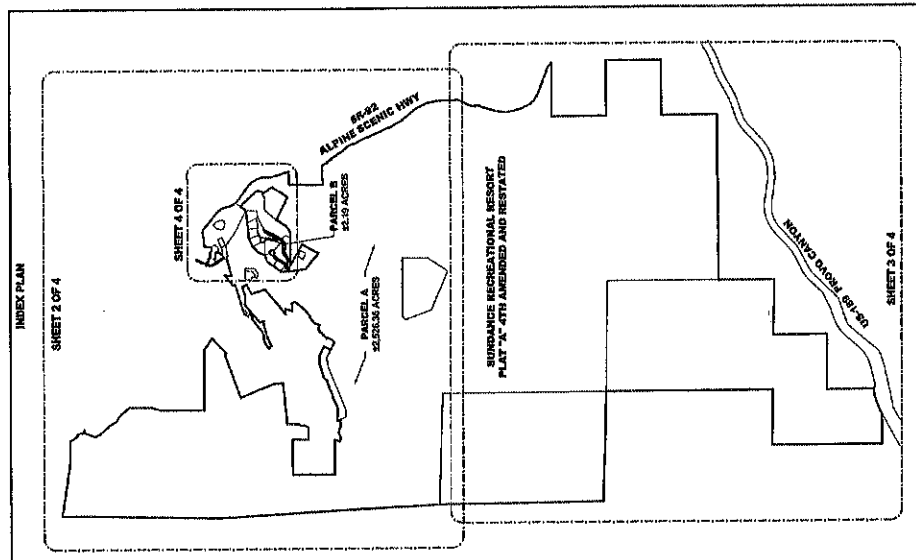 INDEX PLAN
SHEET 2 OF 4
SHEET 4 OF 4
SR-92
ALPINE SCENIC HWY
PARCEL B
±2.19 ACRES
PARCEL A
±2,526.36 ACRES
SUNDANCE RECREATIONAL RESORT
PLAT "A" 4TH AMENDED AND RESTATED
US-189 PROVO CANYON
SHEET 3 OF 4